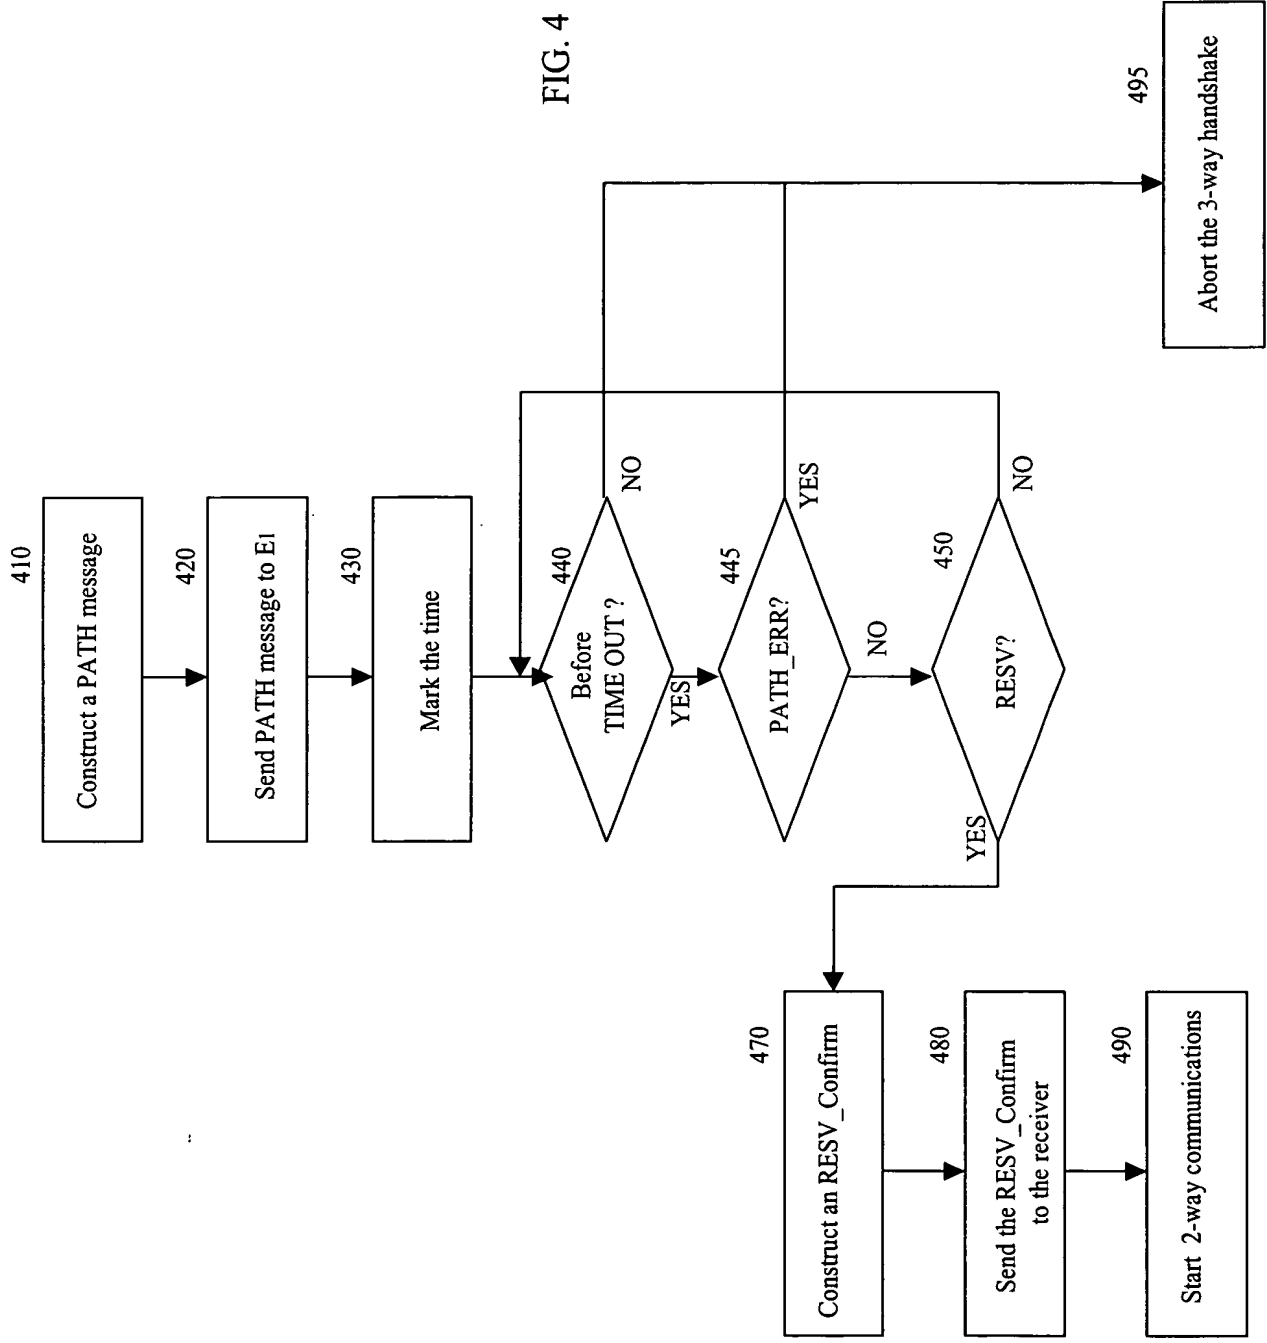 410
Construct a PATH message
420
Send PATH message to E1
430
Mark the time
440
Before
TIME OUT ?
NO
YES
445
PATH_ERR?
YES
NO
450
RESV?
NO
YES
470
Construct an RESV_Confirm
480
Send the RESV_Confirm
to the receiver
490
Start 2-way communications
495
Abort the 3-way handshake
FIG. 4